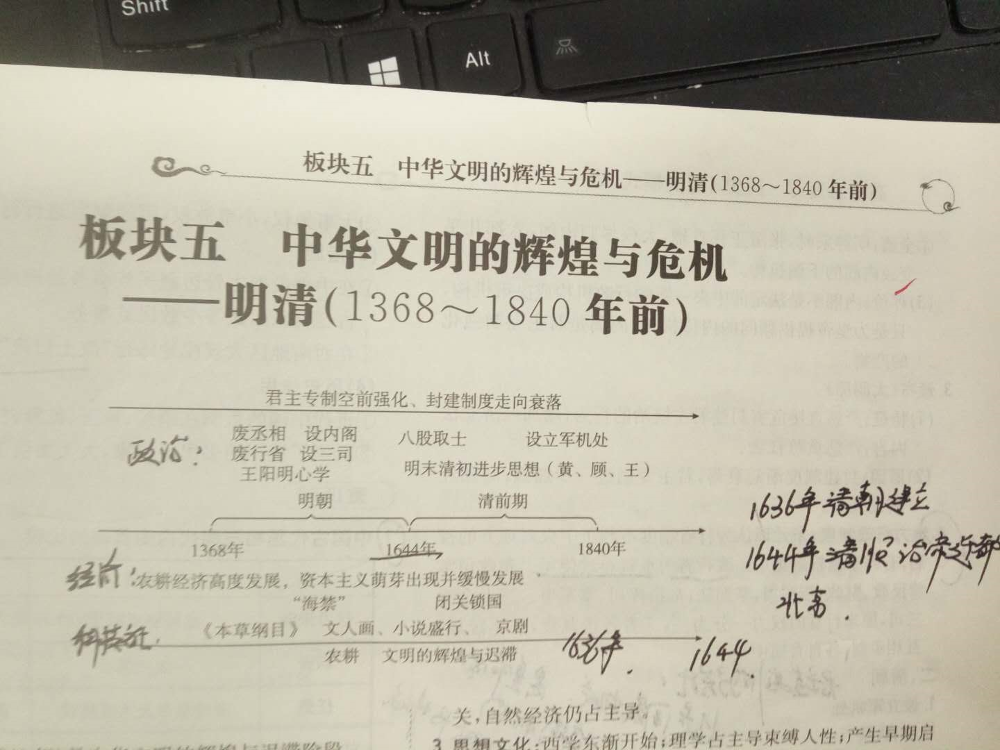 Shift
Alt
板块五 中华文明的辉煌与危机——明清(1368～1840年前)
板块五 中华文明的辉煌与危机
——明清(1368～1840年前)
君主专制空前强化、封建制度走向衰落
政治：
废丞相 设内阁 八股取士 设立军机处
废行省 设三司
王阳明心学 明末清初进步思想（黄、顾、王）
明朝 清前期
1368年 1644年 1840年
1636年清朝建立
1644年清顺治帝迁都
北京.
经济：农耕经济高度发展，资本主义萌芽出现并缓慢发展
“海禁” 闭关锁国
《本草纲目》 文人画、小说盛行、 京剧
农耕 文明的辉煌与迟滞
1636年. 1644.
关，自然经济仍占主导。
3.思想文化：西学东渐开始；理学占主导束缚人性；产生早期启